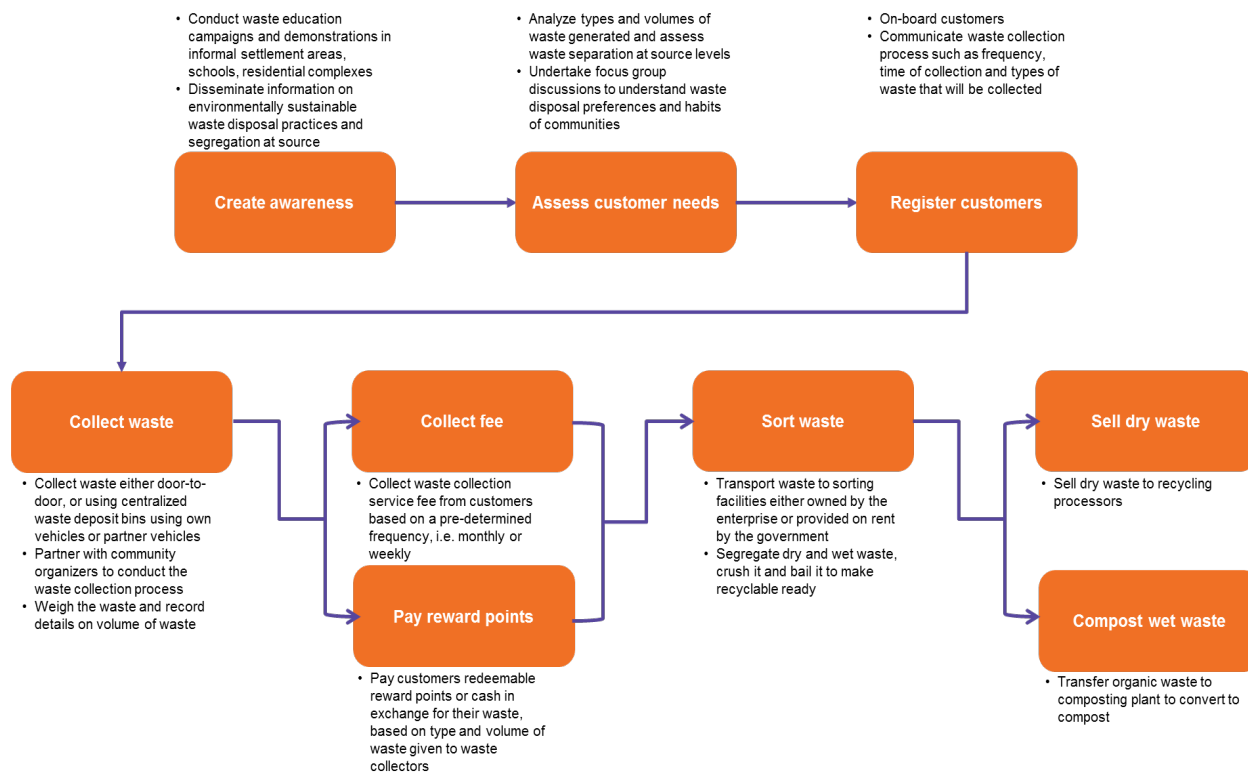 • Conduct waste education
campaigns and demonstrations in
informal settlement areas,
schools, residential complexes
• Disseminate information on
environmentally sustainable
waste disposal practices and
segregation at source
• Analyze types and volumes of
waste generated and assess
waste separation at source levels
• Undertake focus group
discussions to understand waste
disposal preferences and habits
of communities
• On-board customers
• Communicate waste collection
process such as frequency,
time of collection and types of
waste that will be collected
Create awareness
Assess customer needs
Register customers
Collect waste
Collect fee
Sort waste
Sell dry waste
• Collect waste either door-to-
door, or using centralized
waste deposit bins using own
vehicles or partner vehicles
• Partner with community
organizers to conduct the
waste collection process
• Weigh the waste and record
details on volume of waste
• Collect waste collection
service fee from customers
based on a pre-determined
frequency, i.e. monthly or
weekly
• Transport waste to sorting
facilities either owned by the
enterprise or provided on rent
by the government
• Segregate dry and wet waste,
crush it and bail it to make
recyclable ready
• Sell dry waste to recycling
processors
Pay reward points
Compost wet waste
• Pay customers redeemable
reward points or cash in
exchange for their waste,
based on type and volume of
waste given to waste
collectors
• Transfer organic waste to
composting plant to convert to
compost